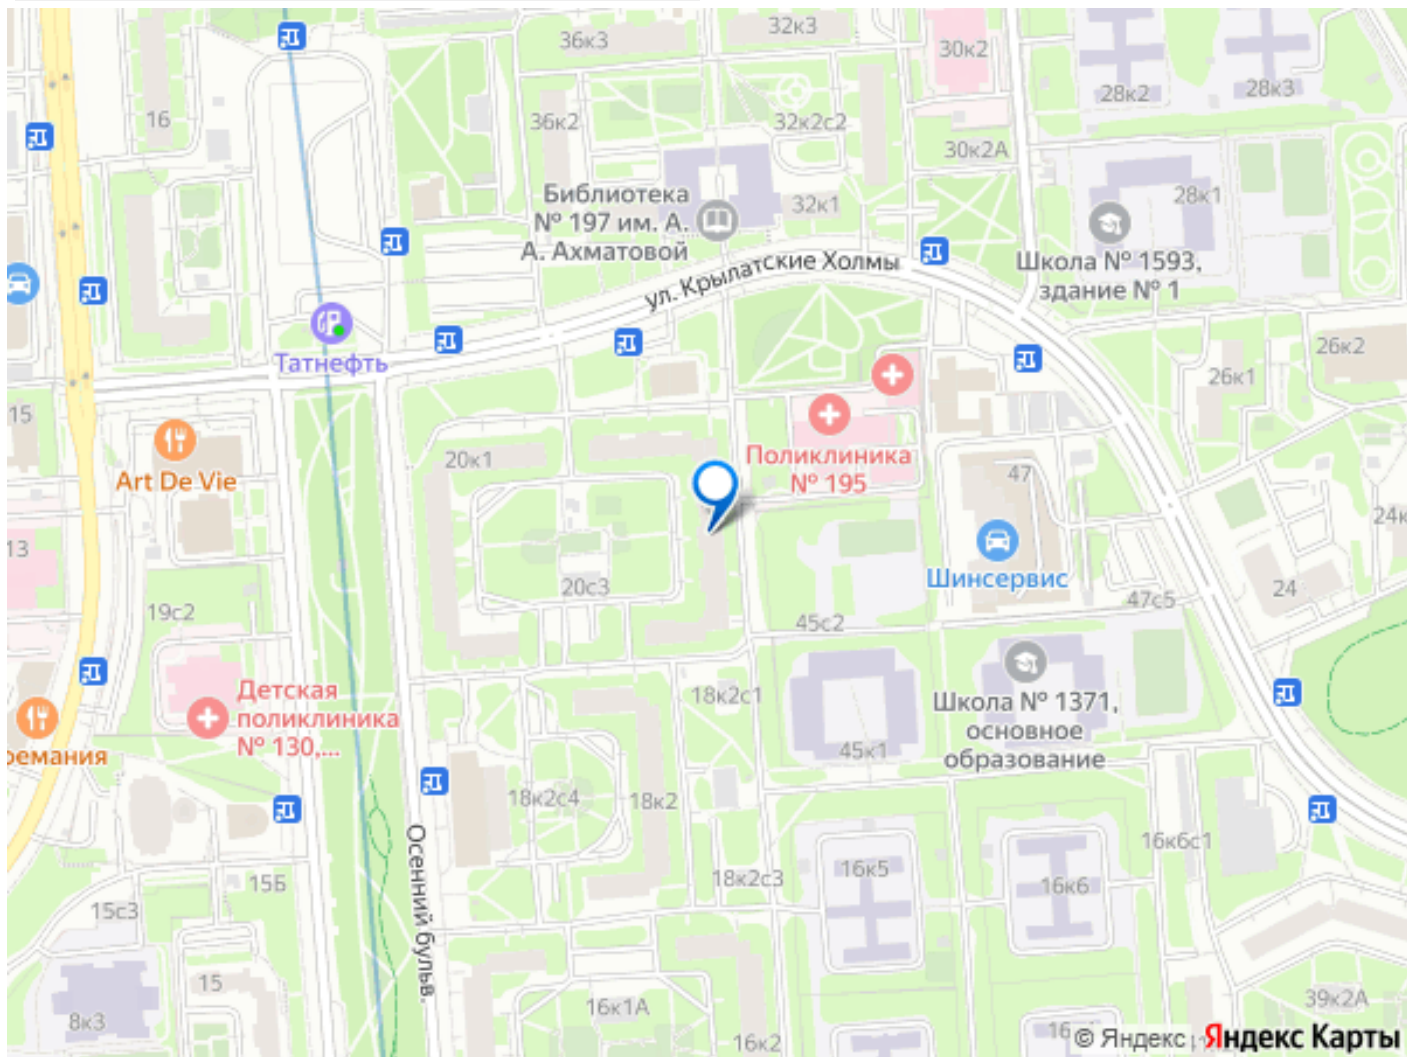 36к3
32к3
30к2
28к2
28к3
16
36к2
32к2с2
30к2А
Библиотека
№ 197 им. А.
А. Ахматовой
32к1
28к1
Школа № 1593,
здание № 1
ул. Крылатские Холмы
Татнефть
26к2
26к1
15
Art De Vie
20к1
Поликлиника
№ 195
47
24к
13
Шинсервис
20с3
24
47с5
19с2
45с2
Детская
поликлиника
№ 130,...
18к2с1
Школа № 1371,
основное
образование
ремания
45к1
18к2с4
18к2
Осенний бульв.
16к6с1
18к2с3
16к5
16к6
15Б
15с3
15
16к1А
39к2А
8к3
16к2
16
© Яндекс
Яндекс Карты